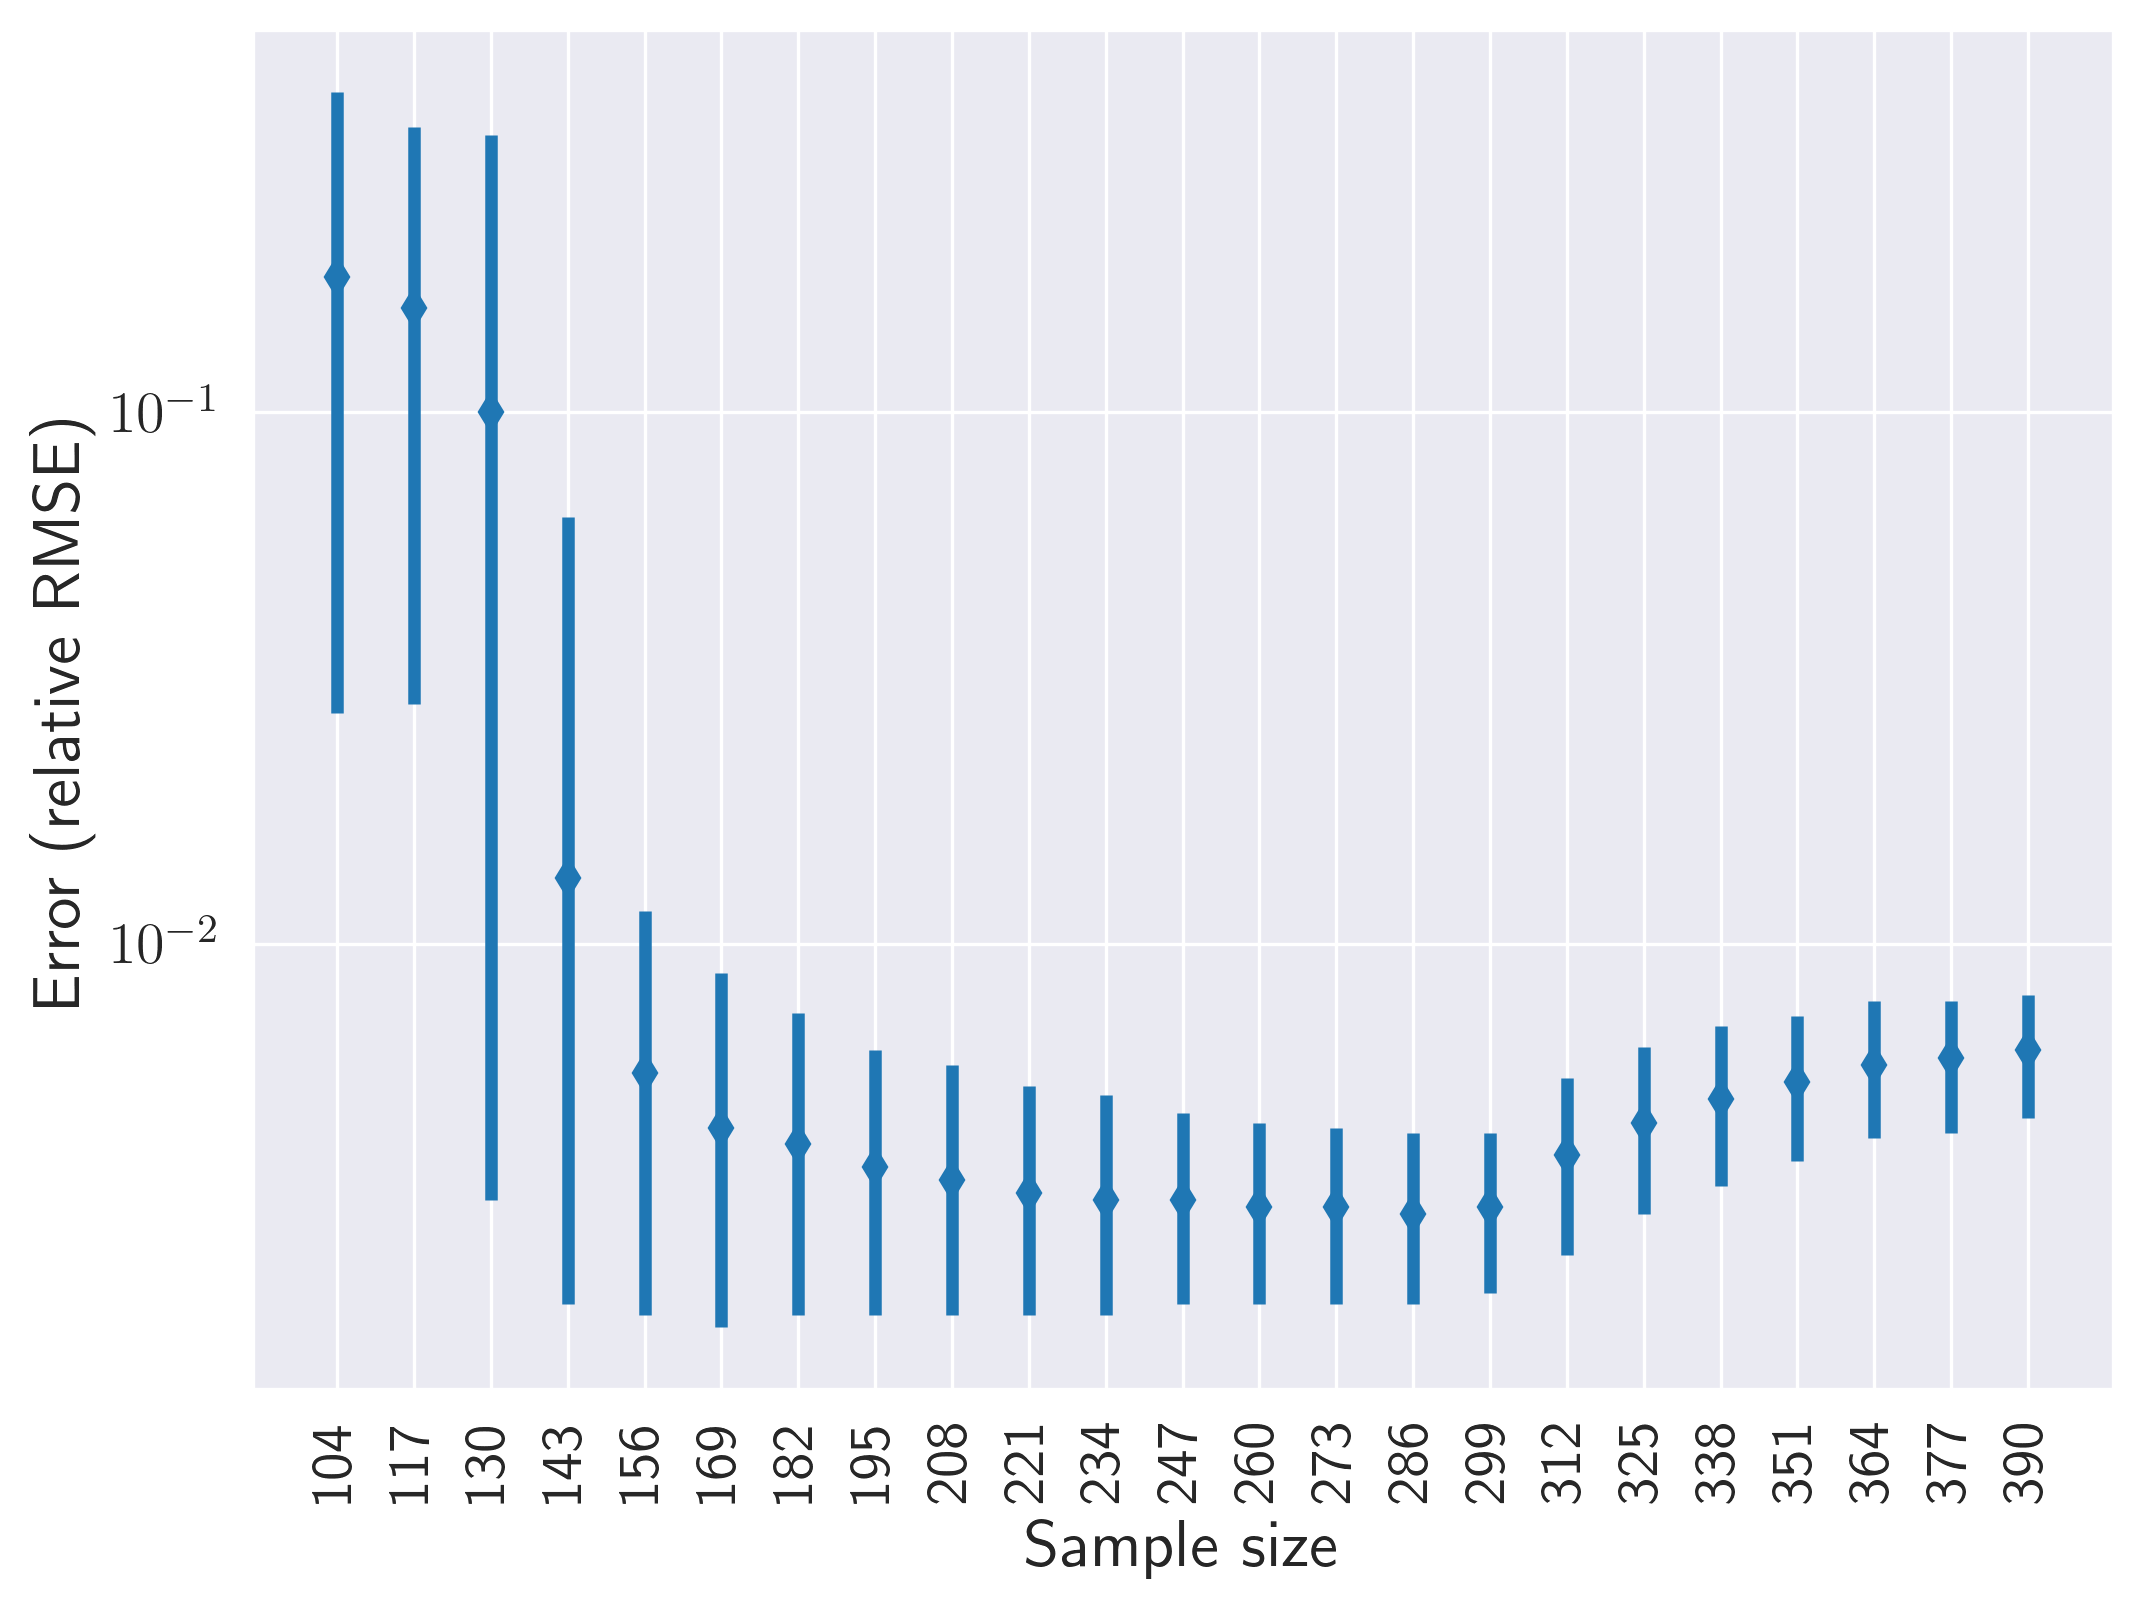 Error (relative RMSE)
10⁻¹
10⁻²
104 117 130 143 156 169 182 195 208 221 234 247 260 273 286 299 312 325 338 351 364 377 390
Sample size